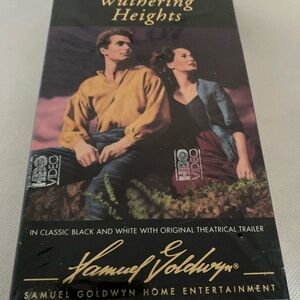 Wuthering
Heights
HBO
VIDEO
HBO
VIDEO
IN CLASSIC BLACK AND WHITE WITH ORIGINAL THEATRICAL TRAILER
Samuel Goldwyn®
SAMUEL GOLDWYN HOME ENTERTAINMENT